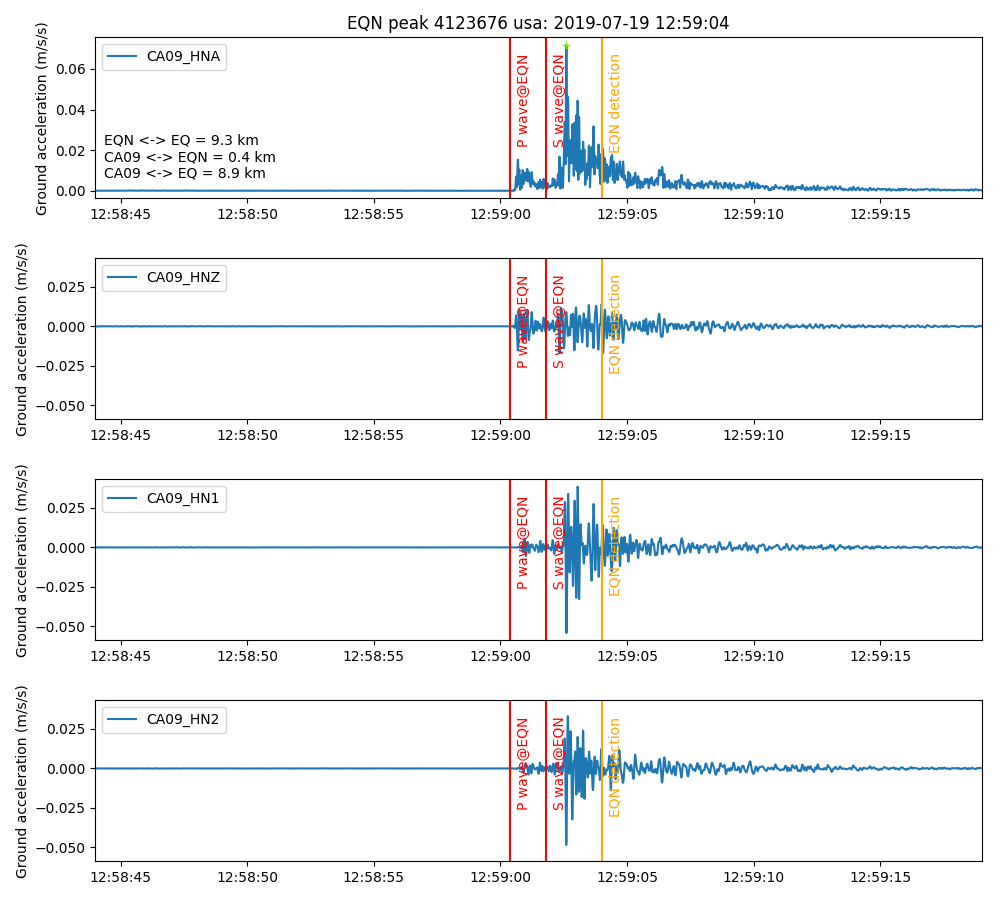 EQN peak 4123676 usa: 2019-07-19 12:59:04
Ground acceleration (m/s/s)
CA09_HNA
0.06
0.04
0.02
0.00
EQN <-> EQ = 9.3 km
CA09 <-> EQN = 0.4 km
CA09 <-> EQ = 8.9 km
P wave@EQN
S wave@EQN
EQN detection
12:58:45 12:58:50 12:58:55 12:59:00 12:59:05 12:59:10 12:59:15
Ground acceleration (m/s/s)
CA09_HNZ
0.025
0.000
−0.025
−0.050
P wave@EQN
S wave@EQN
EQN detection
12:58:45 12:58:50 12:58:55 12:59:00 12:59:05 12:59:10 12:59:15
Ground acceleration (m/s/s)
CA09_HN1
0.025
0.000
−0.025
−0.050
P wave@EQN
S wave@EQN
EQN detection
12:58:45 12:58:50 12:58:55 12:59:00 12:59:05 12:59:10 12:59:15
Ground acceleration (m/s/s)
CA09_HN2
0.025
0.000
−0.025
−0.050
P wave@EQN
S wave@EQN
EQN detection
12:58:45 12:58:50 12:58:55 12:59:00 12:59:05 12:59:10 12:59:15